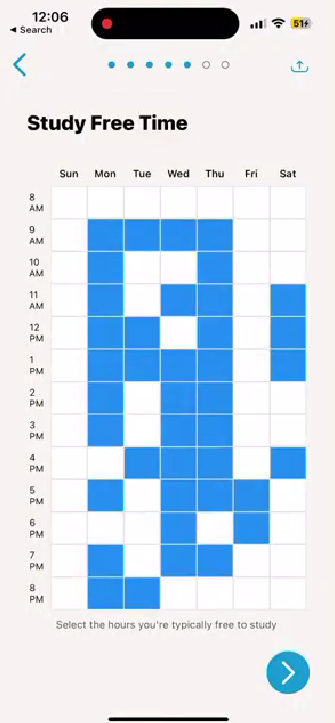 12:06
51
◀ Search
Study Free Time
Sun Mon Tue Wed Thu Fri Sat
8 AM
9 AM
10 AM
11 AM
12 PM
1 PM
2 PM
3 PM
4 PM
5 PM
6 PM
7 PM
8 PM
Select the hours you're typically free to study